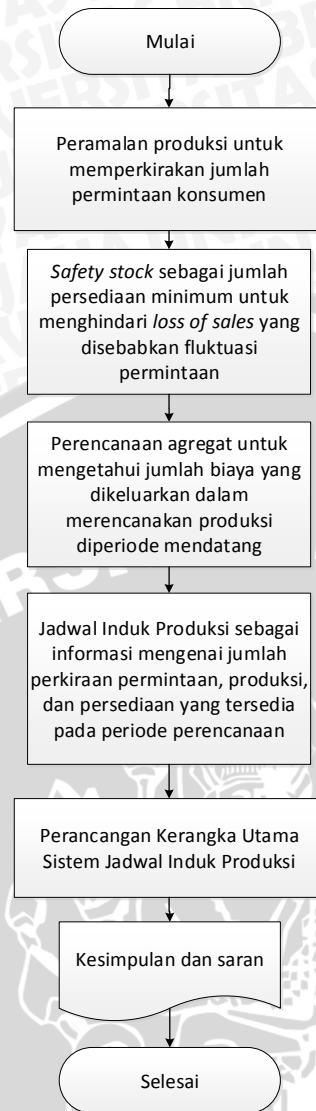 Mulai
Peramalan produksi untuk
memperkirakan jumlah
permintaan konsumen
Safety stock sebagai jumlah
persediaan minimum untuk
menghindari loss of sales yang
disebabkan fluktuasi
permintaan
Perencanaan agregat untuk
mengetahui jumlah biaya yang
dikeluarkan dalam
merencanakan produksi
diperiode mendatang
Jadwal Induk Produksi sebagai
informasi mengenai jumlah
perkiraan permintaan, produksi,
dan persediaan yang tersedia
pada periode perencanaan
Perancangan Kerangka Utama
Sistem Jadwal Induk Produksi
Kesimpulan dan saran
Selesai